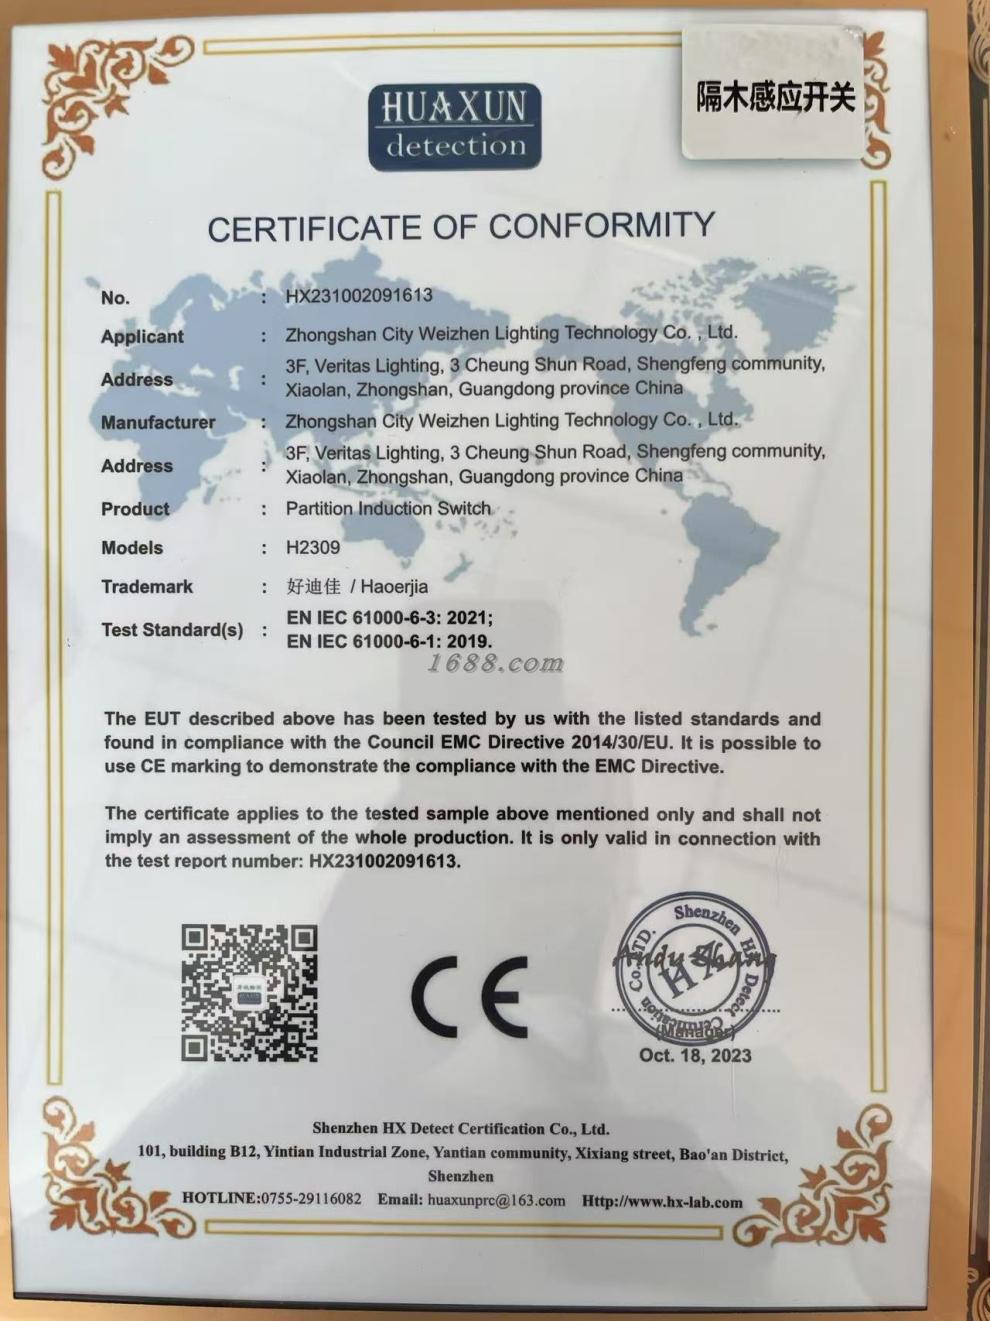 HUAXUN
detection
隔木感应开关
CERTIFICATE OF CONFORMITY
No. : HX231002091613
Applicant : Zhongshan City Weizhen Lighting Technology Co. , Ltd.
Address : 3F, Veritas Lighting, 3 Cheung Shun Road, Shengfeng community,
Xiaolan, Zhongshan, Guangdong province China
Manufacturer : Zhongshan City Weizhen Lighting Technology Co. , Ltd.
Address : 3F, Veritas Lighting, 3 Cheung Shun Road, Shengfeng community,
Xiaolan, Zhongshan, Guangdong province China
Product : Partition Induction Switch
Models : H2309
Trademark : 好迪佳 / Haoerjia
Test Standard(s) : EN IEC 61000-6-3: 2021;
EN IEC 61000-6-1: 2019.
1688.com
The EUT described above has been tested by us with the listed standards and
found in compliance with the Council EMC Directive 2014/30/EU. It is possible to
use CE marking to demonstrate the compliance with the EMC Directive.
The certificate applies to the tested sample above mentioned only and shall not
imply an assessment of the whole production. It is only valid in connection with
the test report number: HX231002091613.
CE
Shenzhen HX Detect Certification Co., LTD.
HX
Andy Zhang
(Manager)
Oct. 18, 2023
Shenzhen HX Detect Certification Co., Ltd.
101, building B12, Yintian Industrial Zone, Yantian community, Xixiang street, Bao'an District,
Shenzhen
HOTLINE:0755-29116082 Email: huaxunprc@163.com Http://www.hx-lab.com